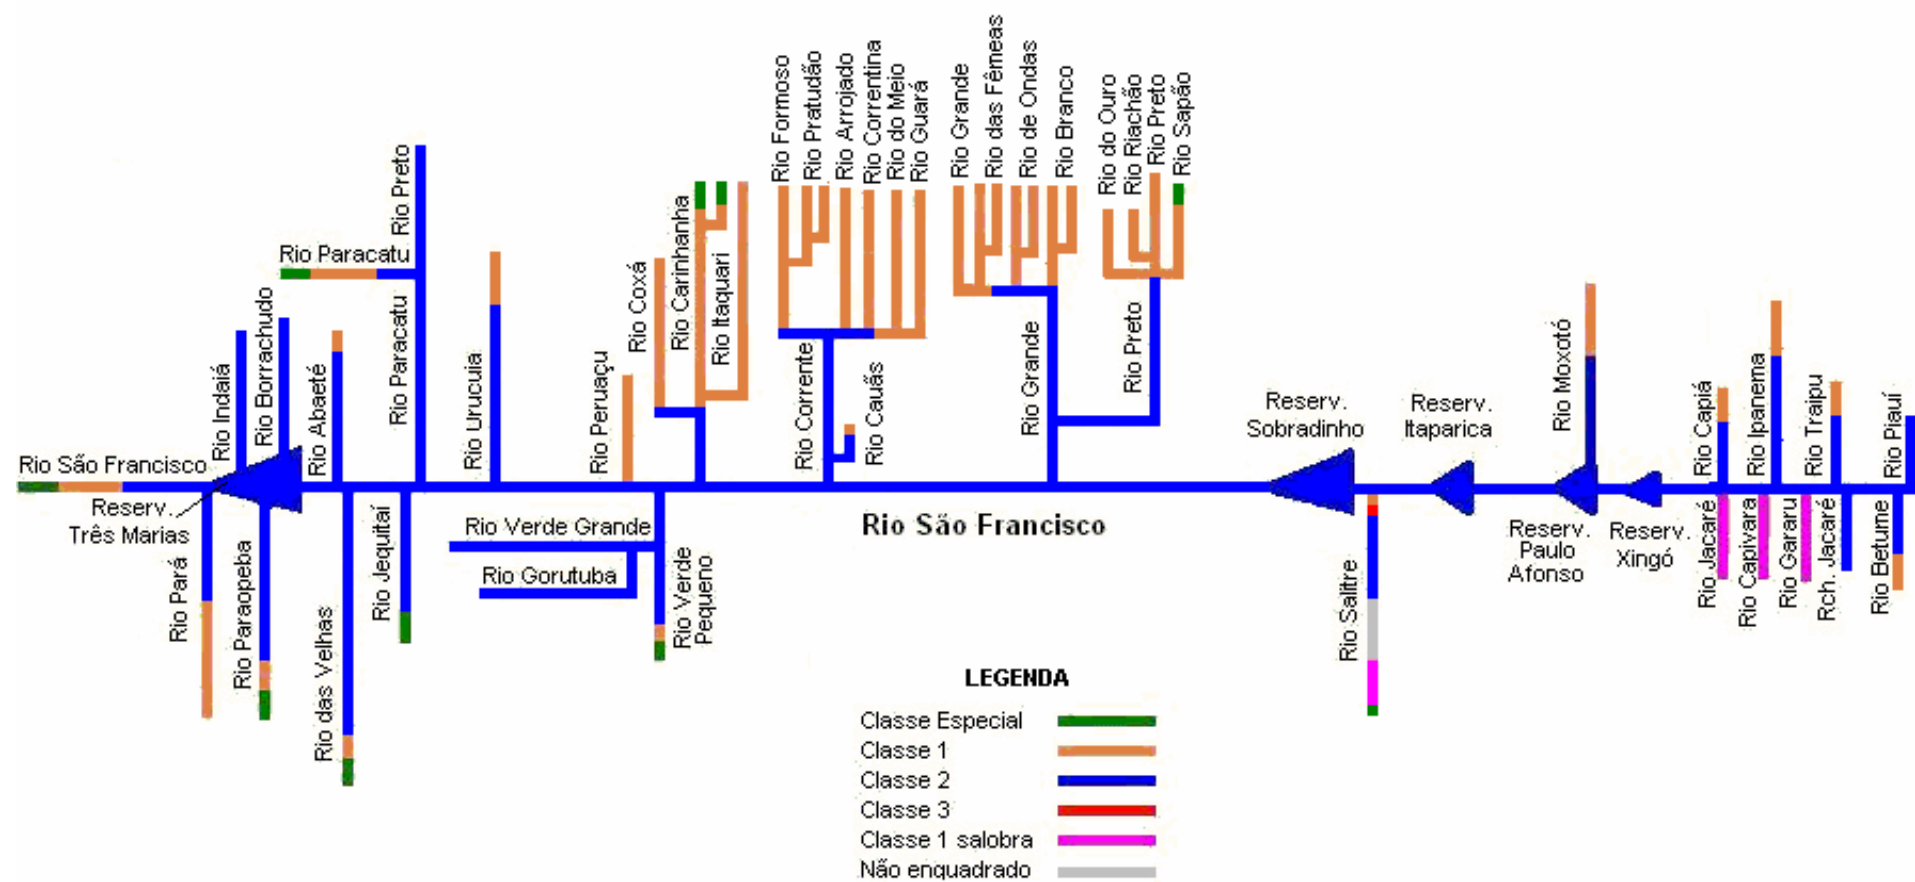 Rio Formoso
Rio Pratudão
Rio Arrojado
Rio Correntina
Rio do Meio
Rio Guará
Rio Grande
Rio das Fêmeas
Rio de Ondas
Rio Branco
Rio do Ouro
Rio Riachão
Rio Preto
Rio Sapão
Rio Preto
Rio Paracatu
Rio Carinhanha
Rio Itaquari
Rio Coxá
Rio Borrachudo
Rio Indaiá
Rio Abaeté
Rio Paracatu
Rio Urucuia
Rio Peruaçu
Rio Corrente
Rio Cauãs
Rio Grande
Rio Preto
Reserv.
Sobradinho
Reserv.
Itaparica
Rio Moxotó
Rio Capiá
Rio Ipanema
Rio Traipu
Rio Piauí
Rio São Francisco
Reserv.
Três Marias
Rio Pará
Rio Paraopeba
Rio das Velhas
Rio Jequitaí
Rio Verde Grande
Rio Gorutuba
Rio Verde
Pequeno
Rio São Francisco
Rio Salitre
Reserv.
Paulo
Afonso
Reserv.
Xingó
Rio Jacaré
Rio Capivara
Rio Gararu
Rch. Jacaré
Rio Betume
LEGENDA
Classe Especial
Classe 1
Classe 2
Classe 3
Classe 1 salobra
Não enquadrado